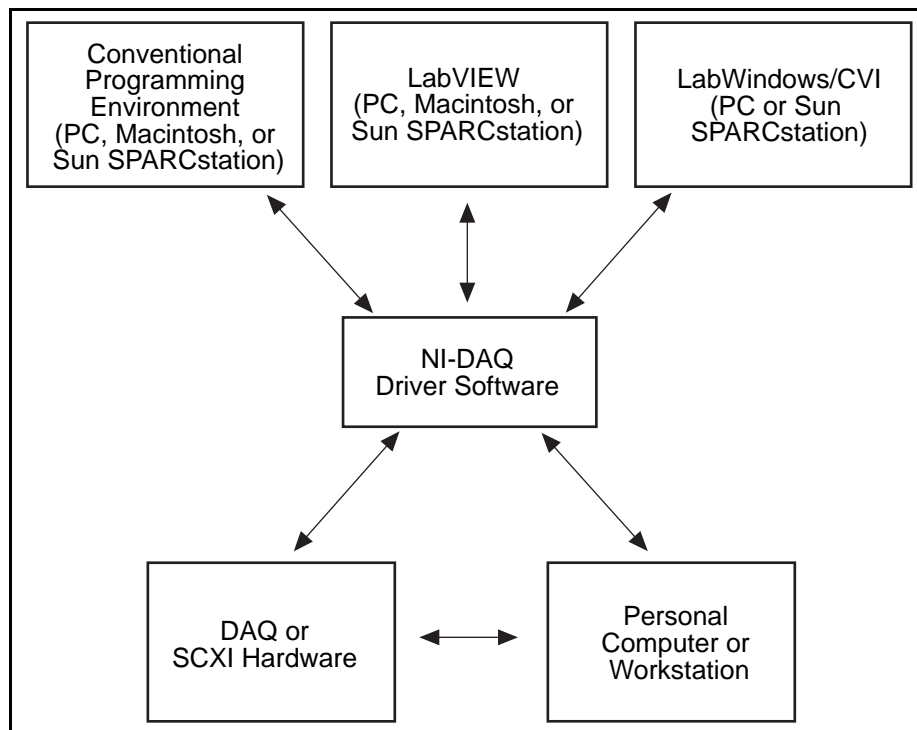 Conventional
Programming
Environment
(PC, Macintosh, or
Sun SPARCstation)
LabVIEW
(PC, Macintosh, or
Sun SPARCstation)
LabWindows/CVI
(PC or Sun
SPARCstation)
NI-DAQ
Driver Software
DAQ or
SCXI Hardware
Personal
Computer or
Workstation